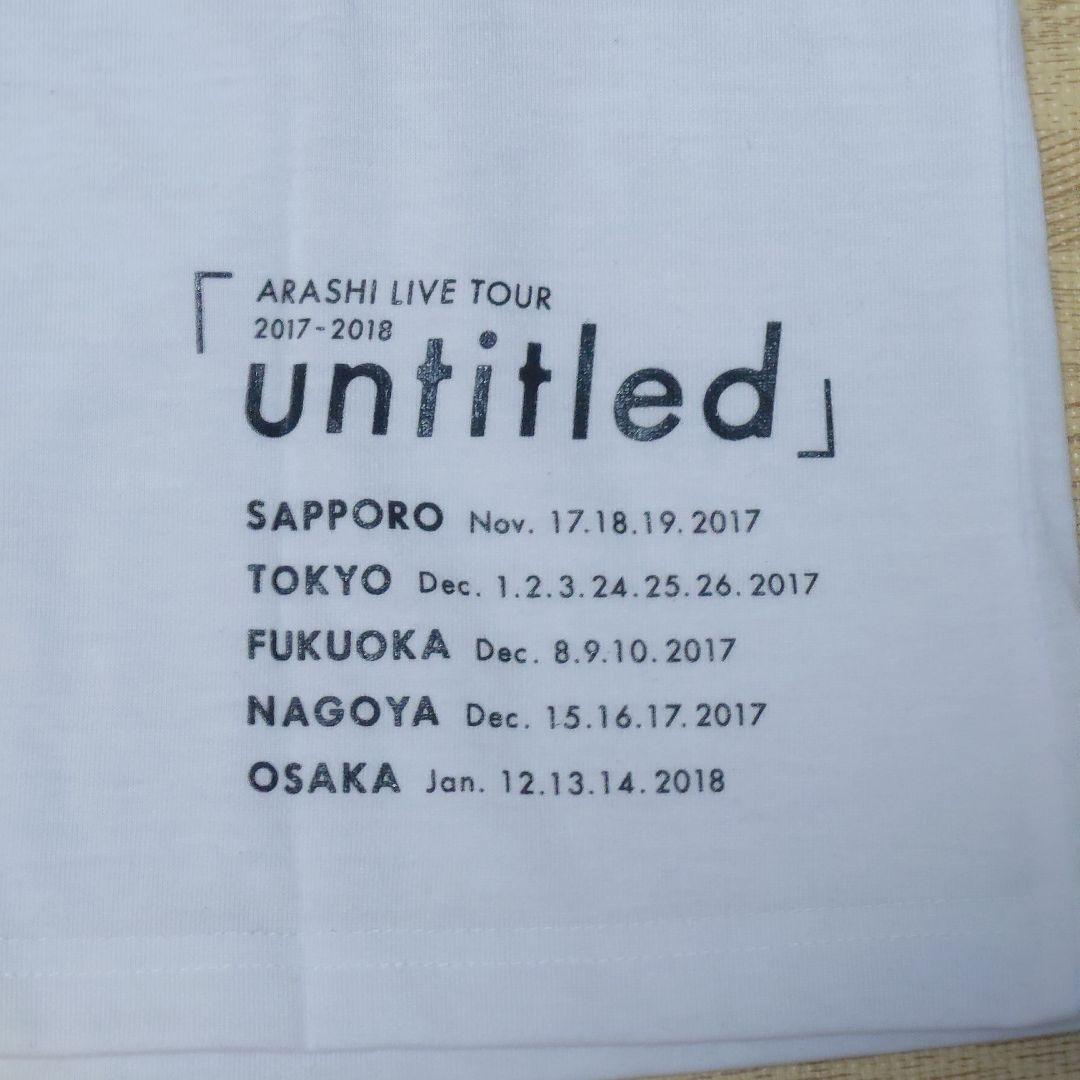 「ARASHI LIVE TOUR
2017-2018
untitled」
SAPPORO Nov. 17.18.19.2017
TOKYO Dec. 1.2.3.24.25.26.2017
FUKUOKA Dec. 8.9.10.2017
NAGOYA Dec. 15.16.17.2017
OSAKA Jan. 12.13.14.2018